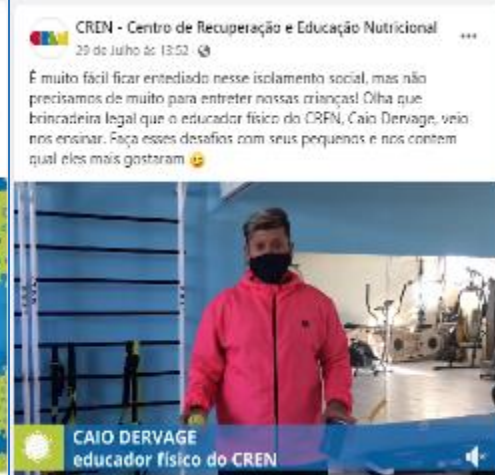 CREN - Centro de Recuperação e Educação Nutricional
29 de Julho às 13:52
É muito fácil ficar entediado nesse isolamento social, mas não
precisamos de muito para entreter nossas crianças! Olha que
brincadeira legal que o educador físico do CREN, Caio Dervage, veio
nos ensinar. Faça esses desafios com seus pequenos e nos contem
qual eles mais gostaram
CAIO DERVAGE
educador físico do CREN